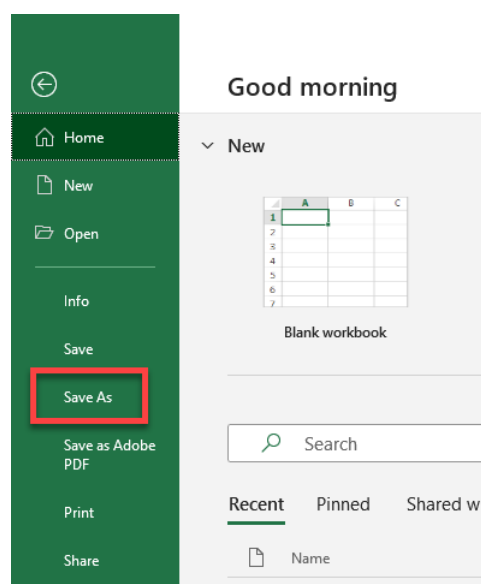 Good morning
Home
New
New
Open
A B C
1
2
3
4
5
6
7
Blank workbook
Info
Save
Save As
Save as Adobe
PDF
Print
Share
Search
Recent Pinned Shared w
Name